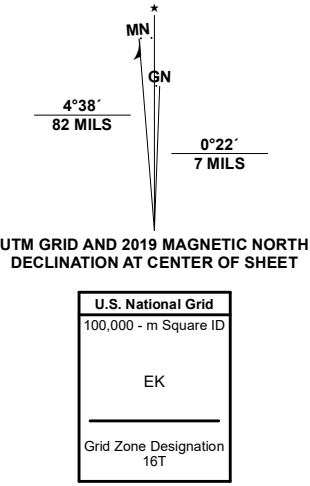 ★
MN
GN
4°38´
82 MILS
0°22´
7 MILS
UTM GRID AND 2019 MAGNETIC NORTH
DECLINATION AT CENTER OF SHEET
U.S. National Grid
100,000 - m Square ID
EK
Grid Zone Designation
16T